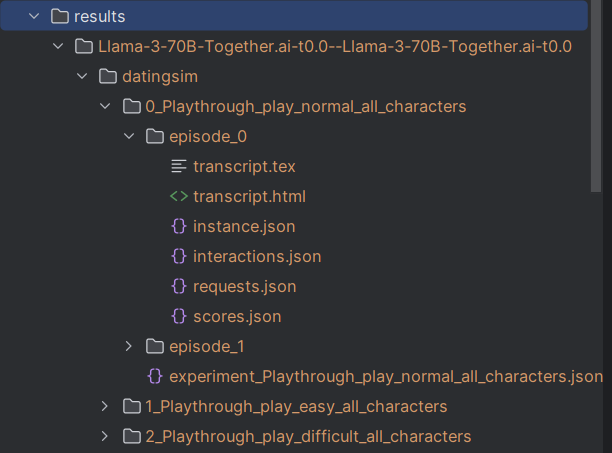 results
Llama-3-70B-Together.ai-t0.0--Llama-3-70B-Together.ai-t0.0
datingsim
0_Playthrough_play_normal_all_characters
episode_0
transcript.tex
<> transcript.html
{} instance.json
{} interactions.json
{} requests.json
{} scores.json
episode_1
{} experiment_Playthrough_play_normal_all_characters.json
1_Playthrough_play_easy_all_characters
2_Playthrough_play_difficult_all_characters